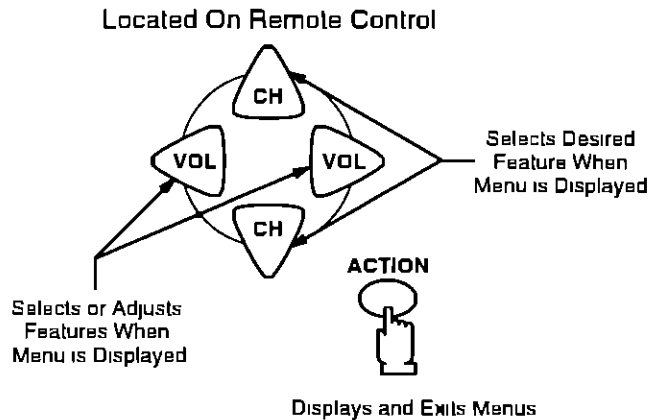 Located On Remote Control
CH
VOL
VOL
CH
Selects Desired
Feature When
Menu is Displayed
ACTION
Selects or Adjusts
Features When
Menu is Displayed
Displays and Exits Menus